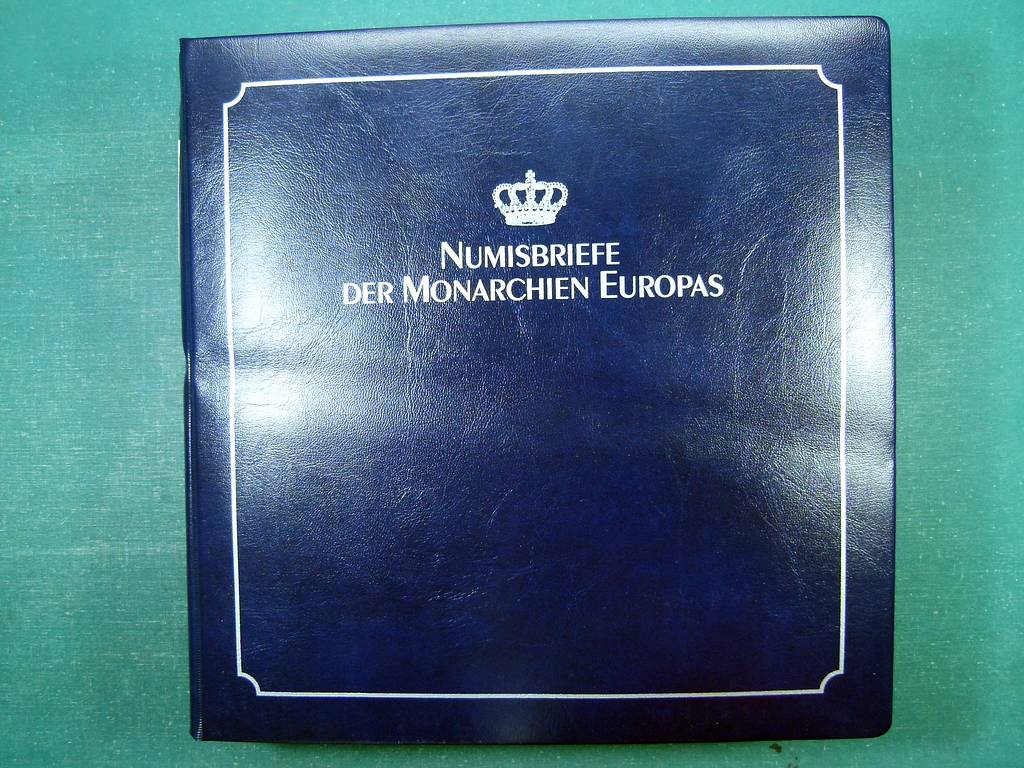 NUMISBRIEFE
DER MONARCHIEN EUROPAS